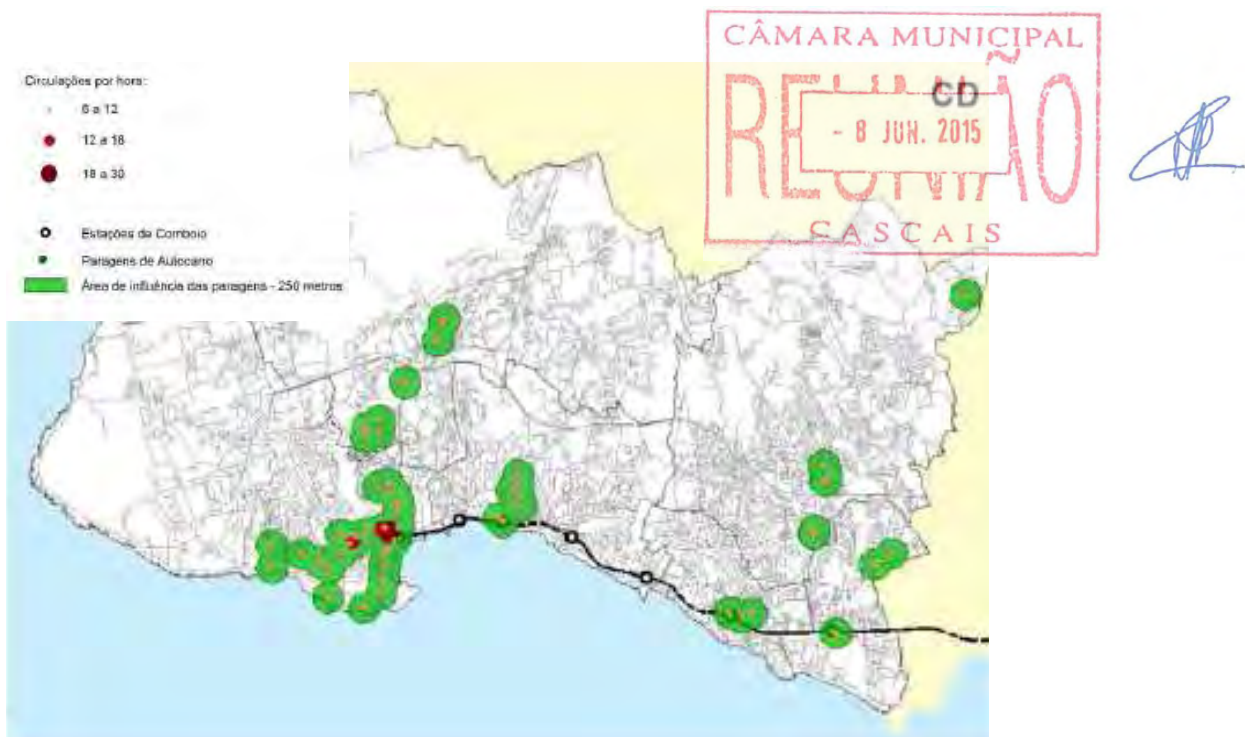 Circulações por hora:
6 a 12
12 a 18
18 a 30
Estações de Comboio
Paragens de Autocarro
Área de influência das paragens - 250 metros
CÂMARA MUNICIPAL
REUNIÃO
CD
- 8 JUN. 2015
CASCAIS